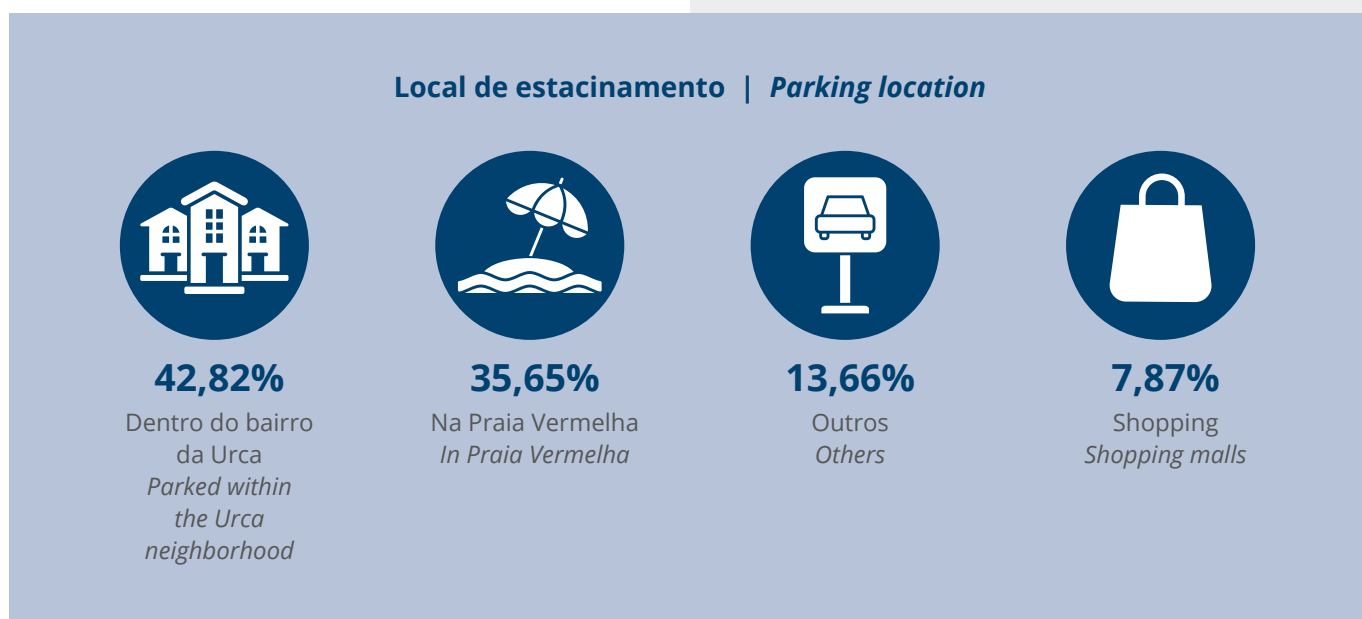 Local de estacinamento | Parking location
42,82%
Dentro do bairro
da Urca
Parked within
the Urca
neighborhood
35,65%
Na Praia Vermelha
In Praia Vermelha
13,66%
Outros
Others
7,87%
Shopping
Shopping malls